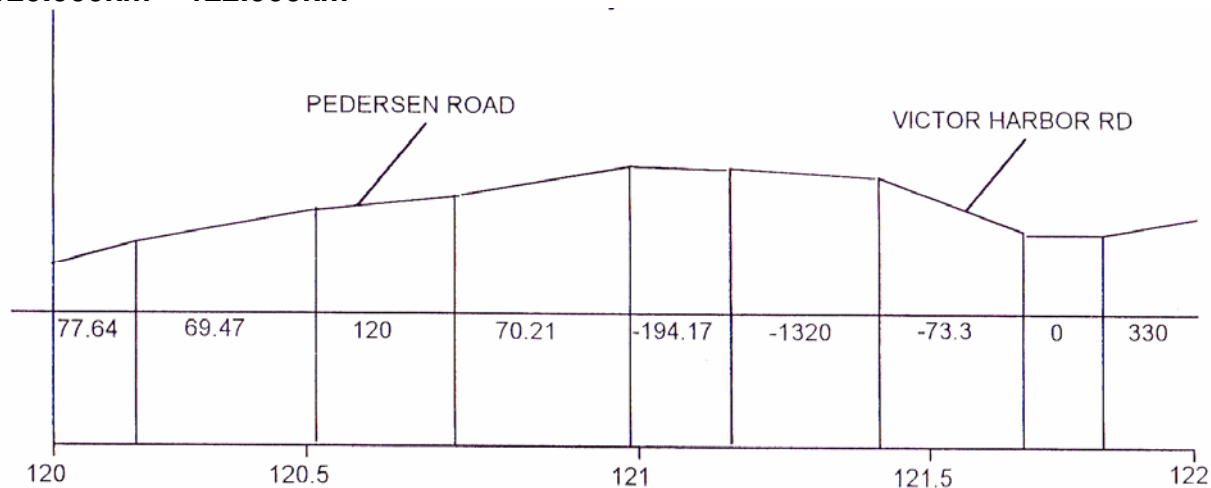 PEDERSEN ROAD
VICTOR HARBOR RD
77.64 69.47 120 70.21 -194.17 -1320 -73.3 0 330
120 120.5 121 121.5 122